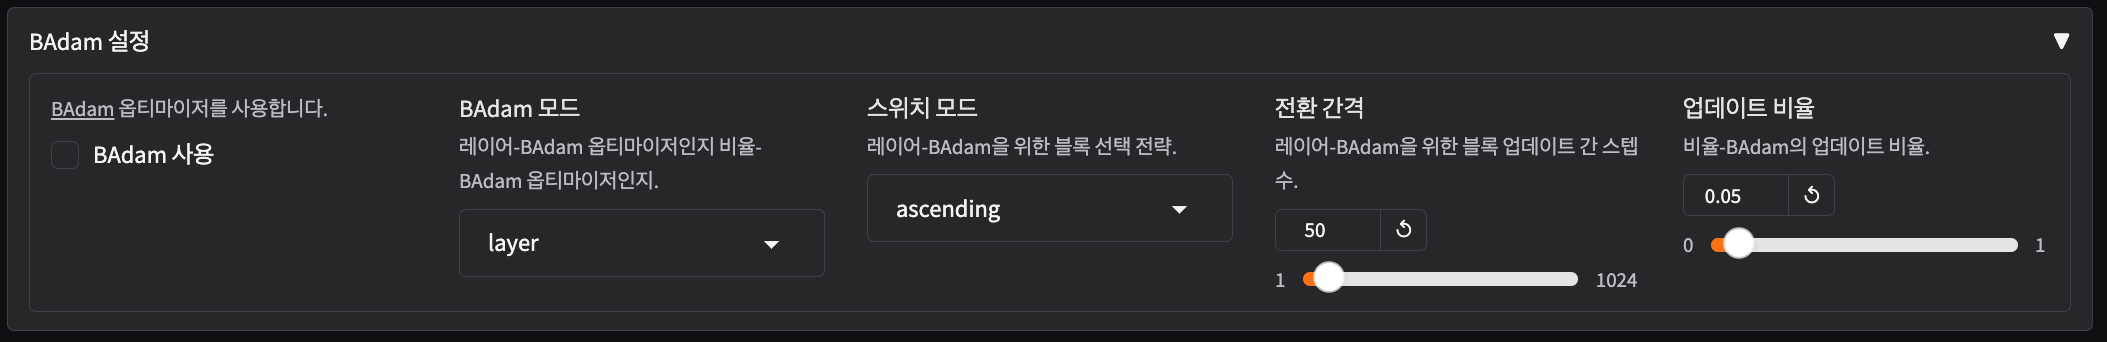 BAdam 설정
▼
BAdam 옵티마이저를 사용합니다.
BAdam 사용
BAdam 모드
레이어-BAdam 옵티마이저인지 비율-
BAdam 옵티마이저인지.
layer
스위치 모드
레이어-BAdam을 위한 블록 선택 전략.
ascending
전환 간격
레이어-BAdam을 위한 블록 업데이트 간 스텝
수.
50
1
1024
업데이트 비율
비율-BAdam의 업데이트 비율.
0.05
0
1